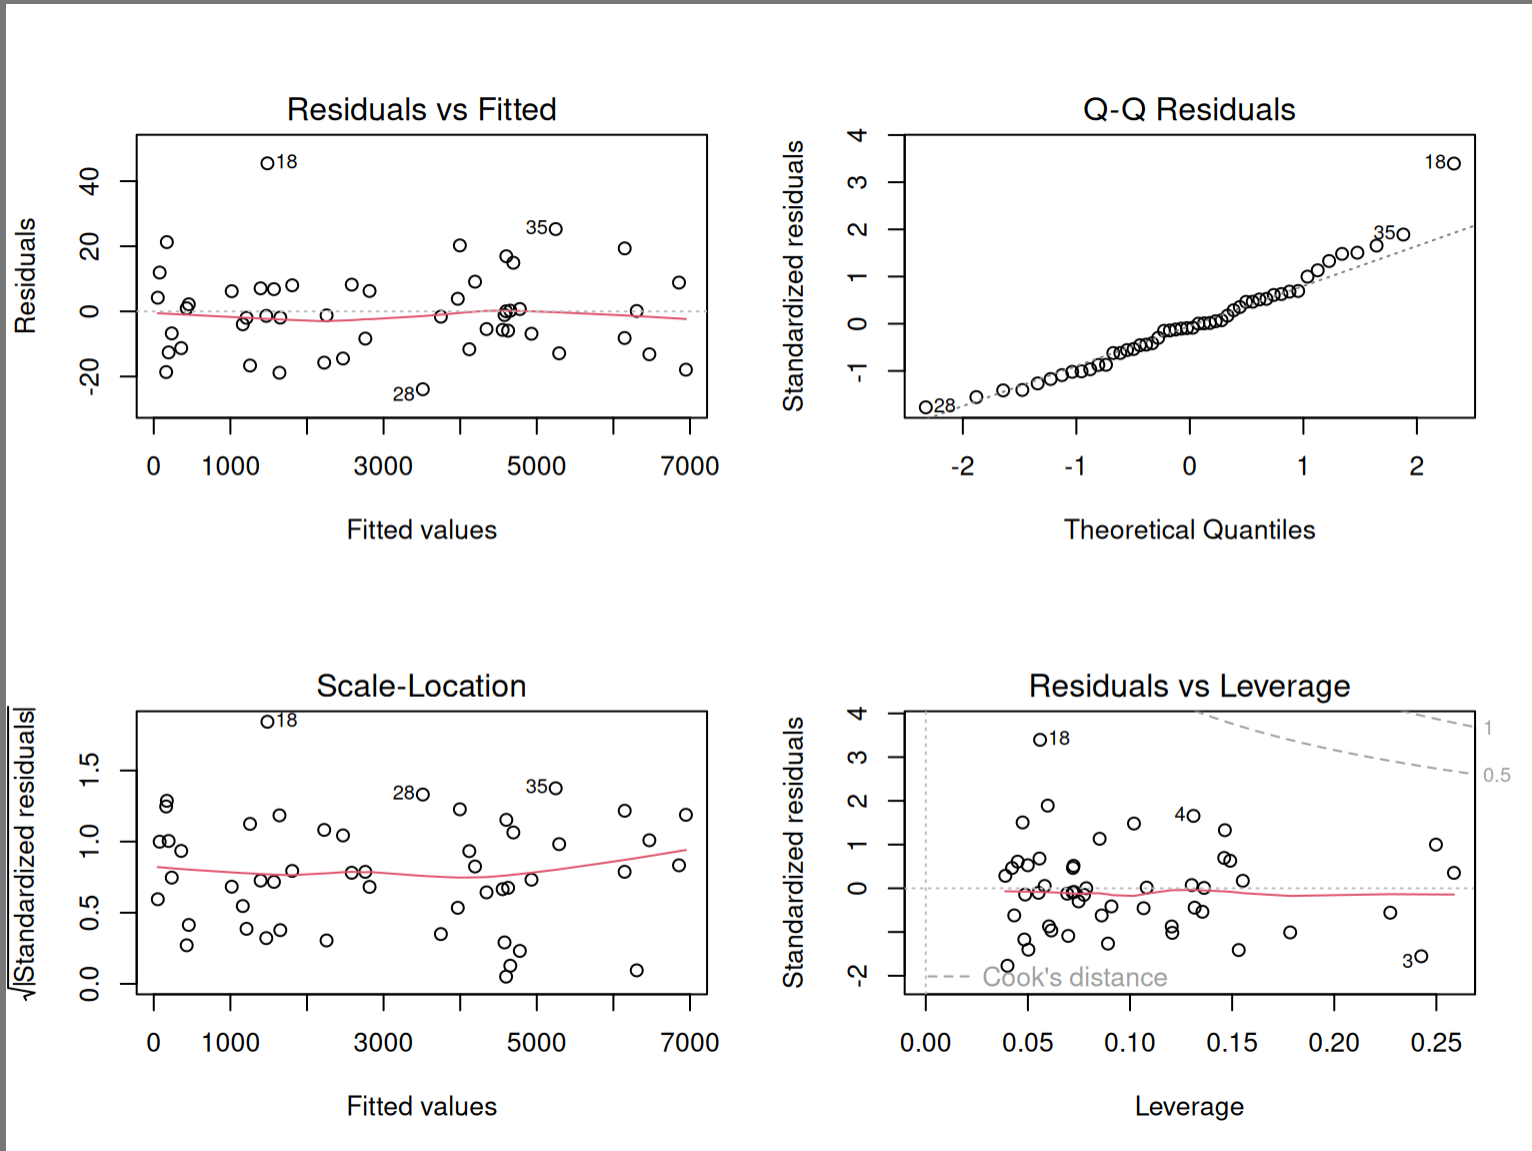 Residuals vs Fitted
Residuals
40
20
0
-20
18
35
28
0 1000 3000 5000 7000
Fitted values
Q-Q Residuals
Standardized residuals
4
3
2
1
0
-1
18
35
28
-2 -1 0 1 2
Theoretical Quantiles
Scale-Location
√|Standardized residuals|
1.5
1.0
0.5
0.0
18
28
35
0 1000 3000 5000 7000
Fitted values
Residuals vs Leverage
Standardized residuals
4
3
2
1
0
-2
18
4
3
1
0.5
Cook's distance
0.00 0.05 0.10 0.15 0.20 0.25
Leverage